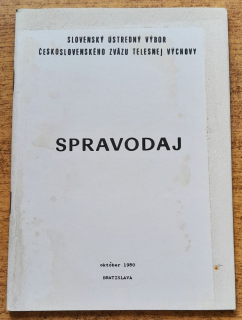 SLOVENSKÝ ÚSTREDNÝ VÝBOR
ČESKOSLOVENSKÉHO ZVÄZU TELESNEJ VÝCHOVY
SPRAVODAJ
október 1980
BRATISLAVA